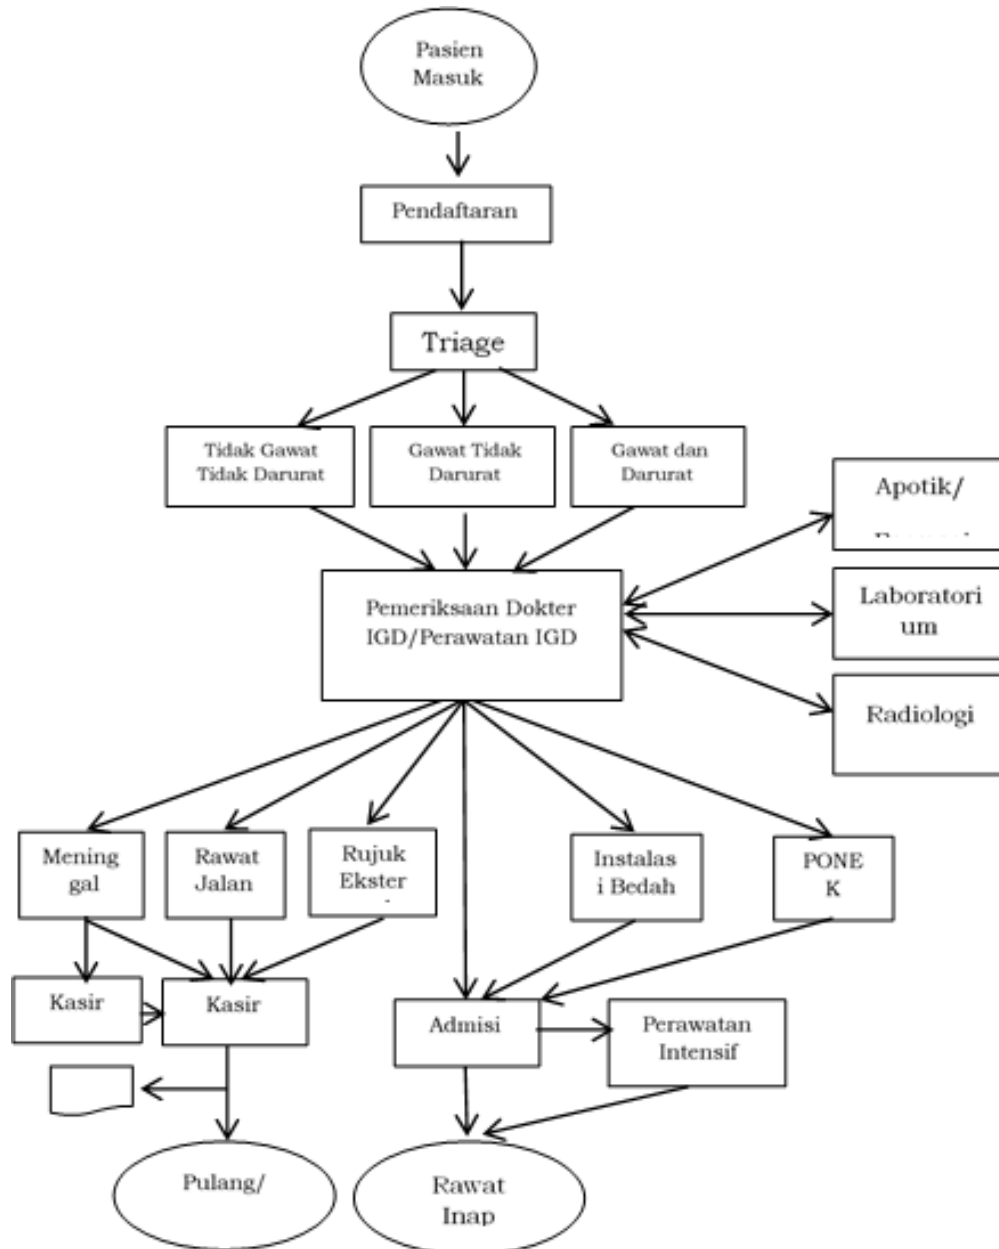 Pasien
Masuk
Pendaftaran
Triage
Tidak Gawat
Tidak Darurat
Gawat Tidak
Darurat
Gawat dan
Darurat
Apotik/
Pemeriksaan Dokter
IGD/Perawatan IGD
Laboratori
um
Radiologi
Mening
gal
Rawat
Jalan
Rujuk
Ekster
Instalas
i Bedah
PONE
K
Kasir
Kasir
Admisi
Perawatan
Intensif
Pulang/
Rawat
Inap